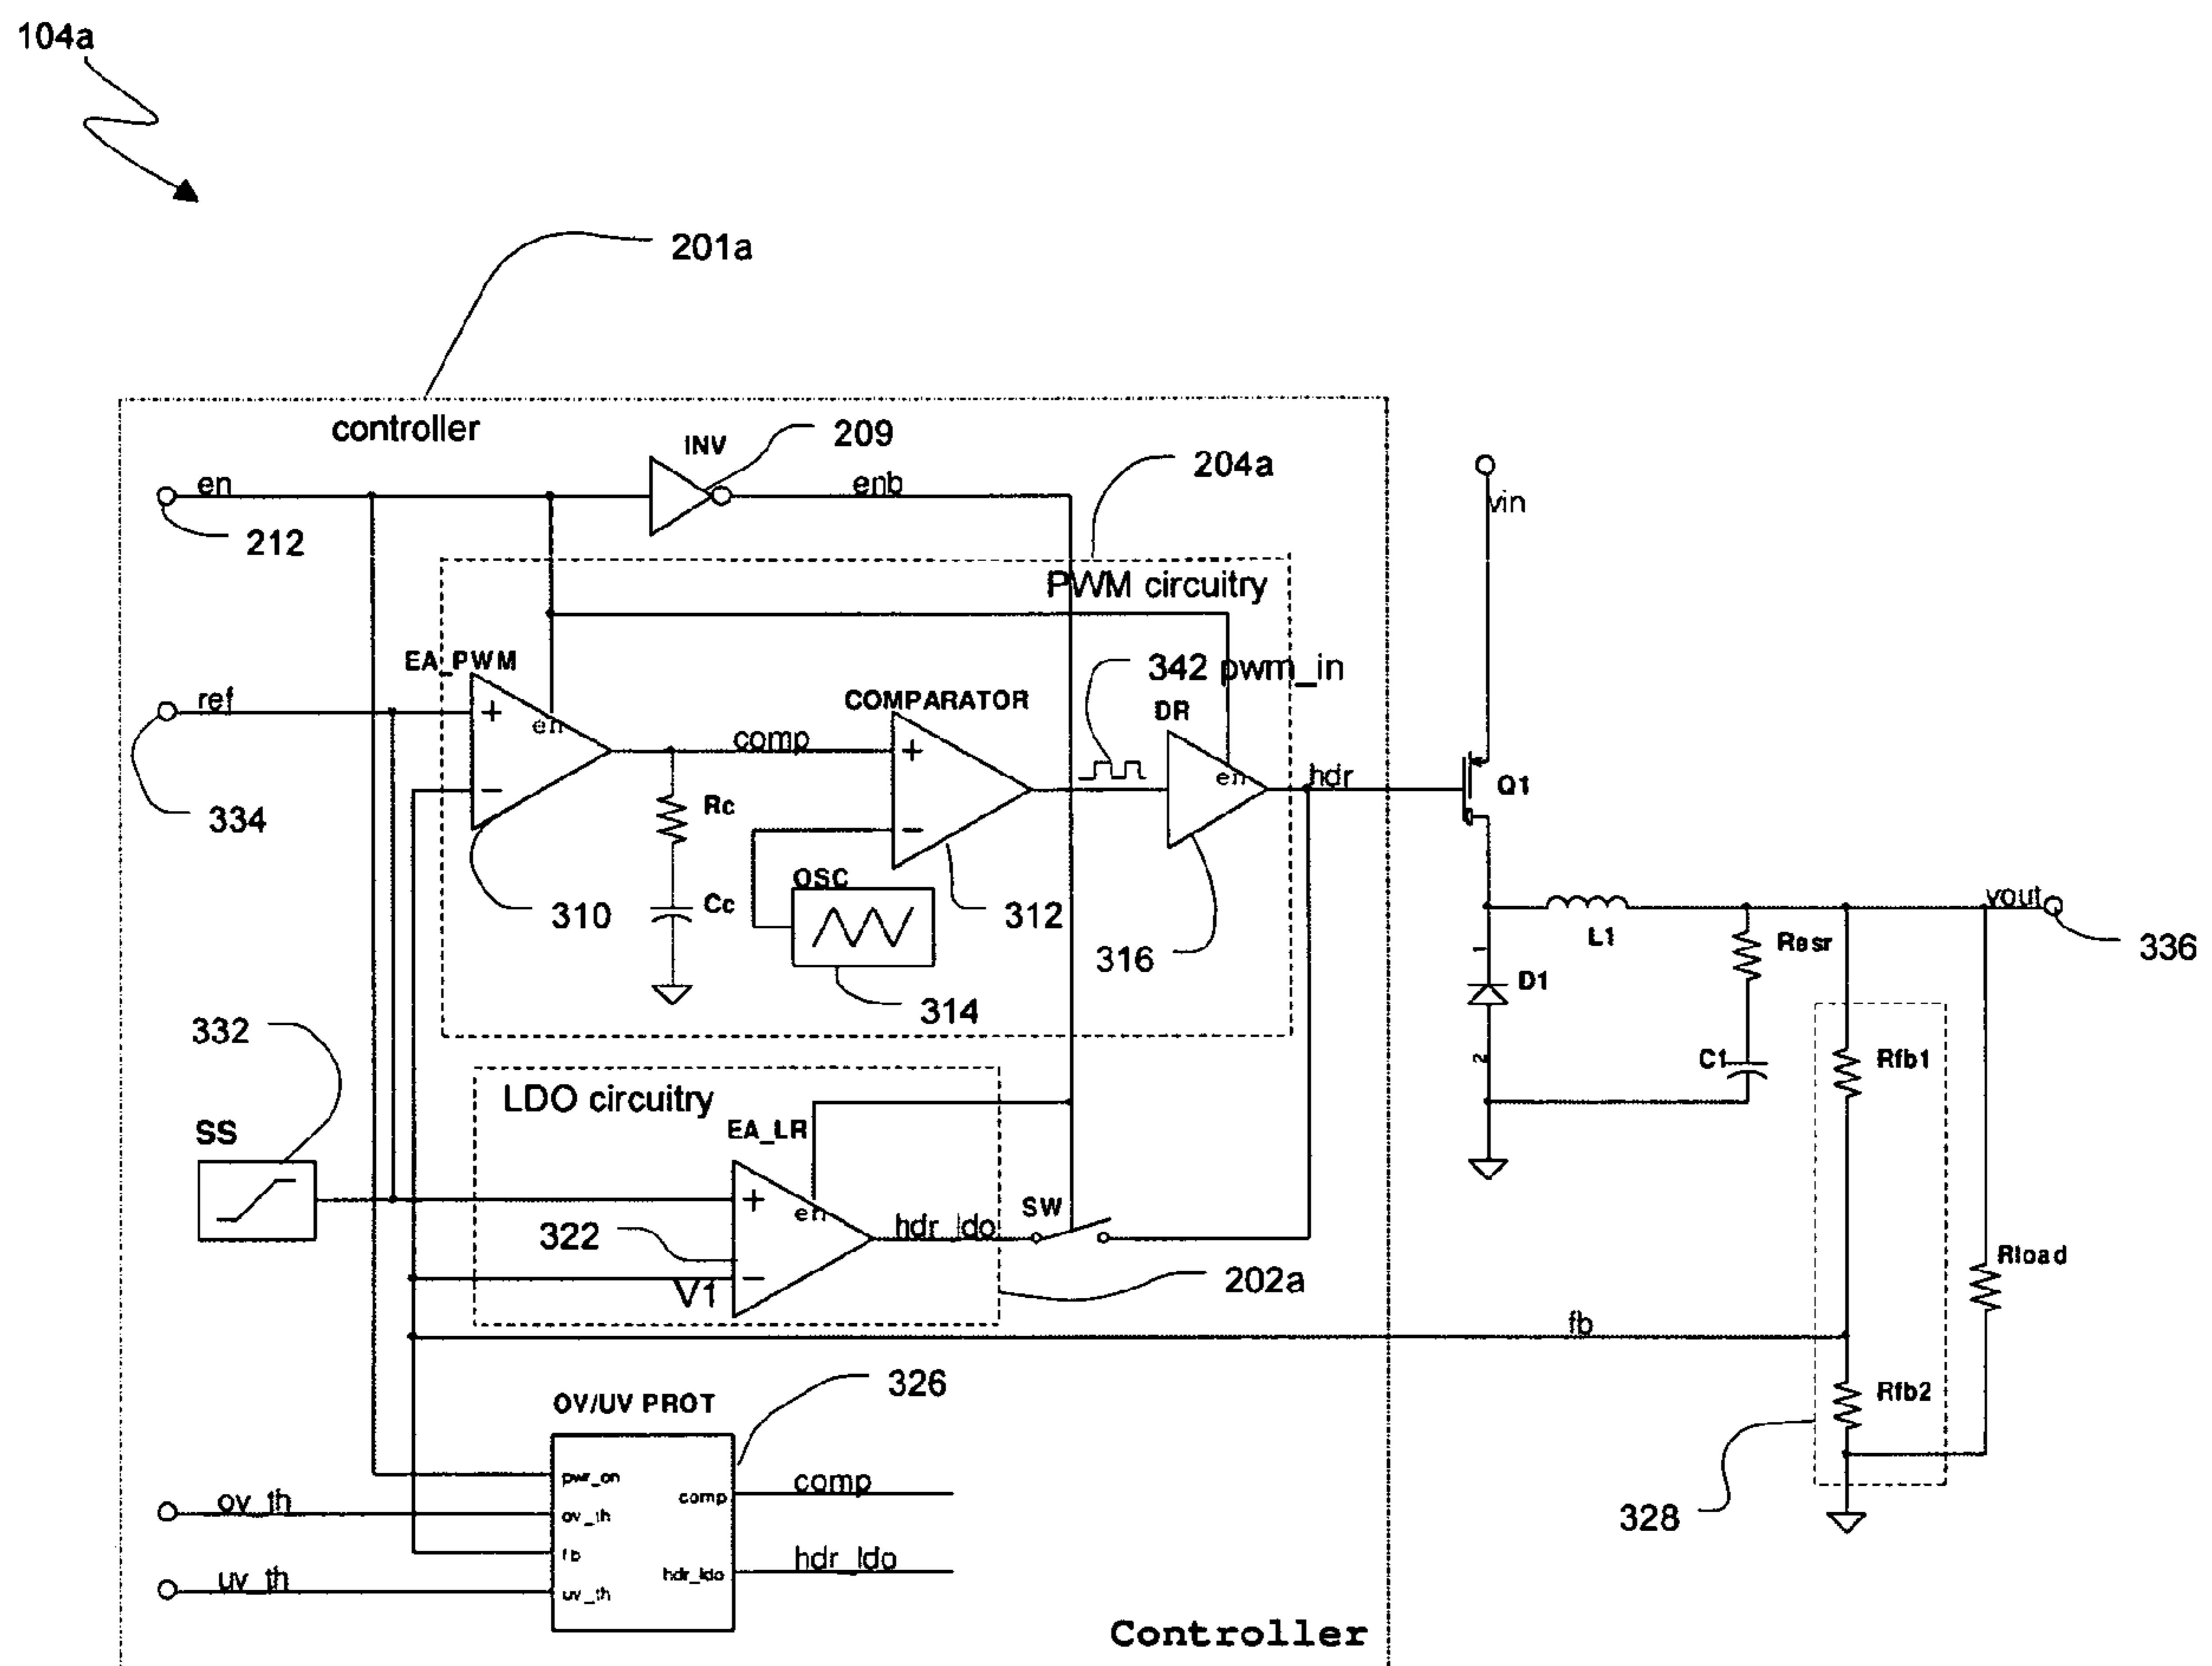 104a
201a
controller
INV
209
204a
en
enb
vin
212
PWM circuitry
EA_PWM
342 pwm_in
ref
COMPARATOR
DR
+
en
comp
+
en
hdr
Q1
−
Rc
334
−
OSC
vout
310
Cc
312
L1
Resr
336
316
1
D1
314
332
2
C1
Rfb1
LDO circuitry
SS
EA_LR
+
en
SW
322
hdr_ldo
Rload
V1
−
202a
fb
326
Rfb2
OV/UV PROT
pwr_on
comp
comp
ov_th
ov_th
328
fb
hdr_ldo
hdr_ldo
uv_th
uv_th
Controller